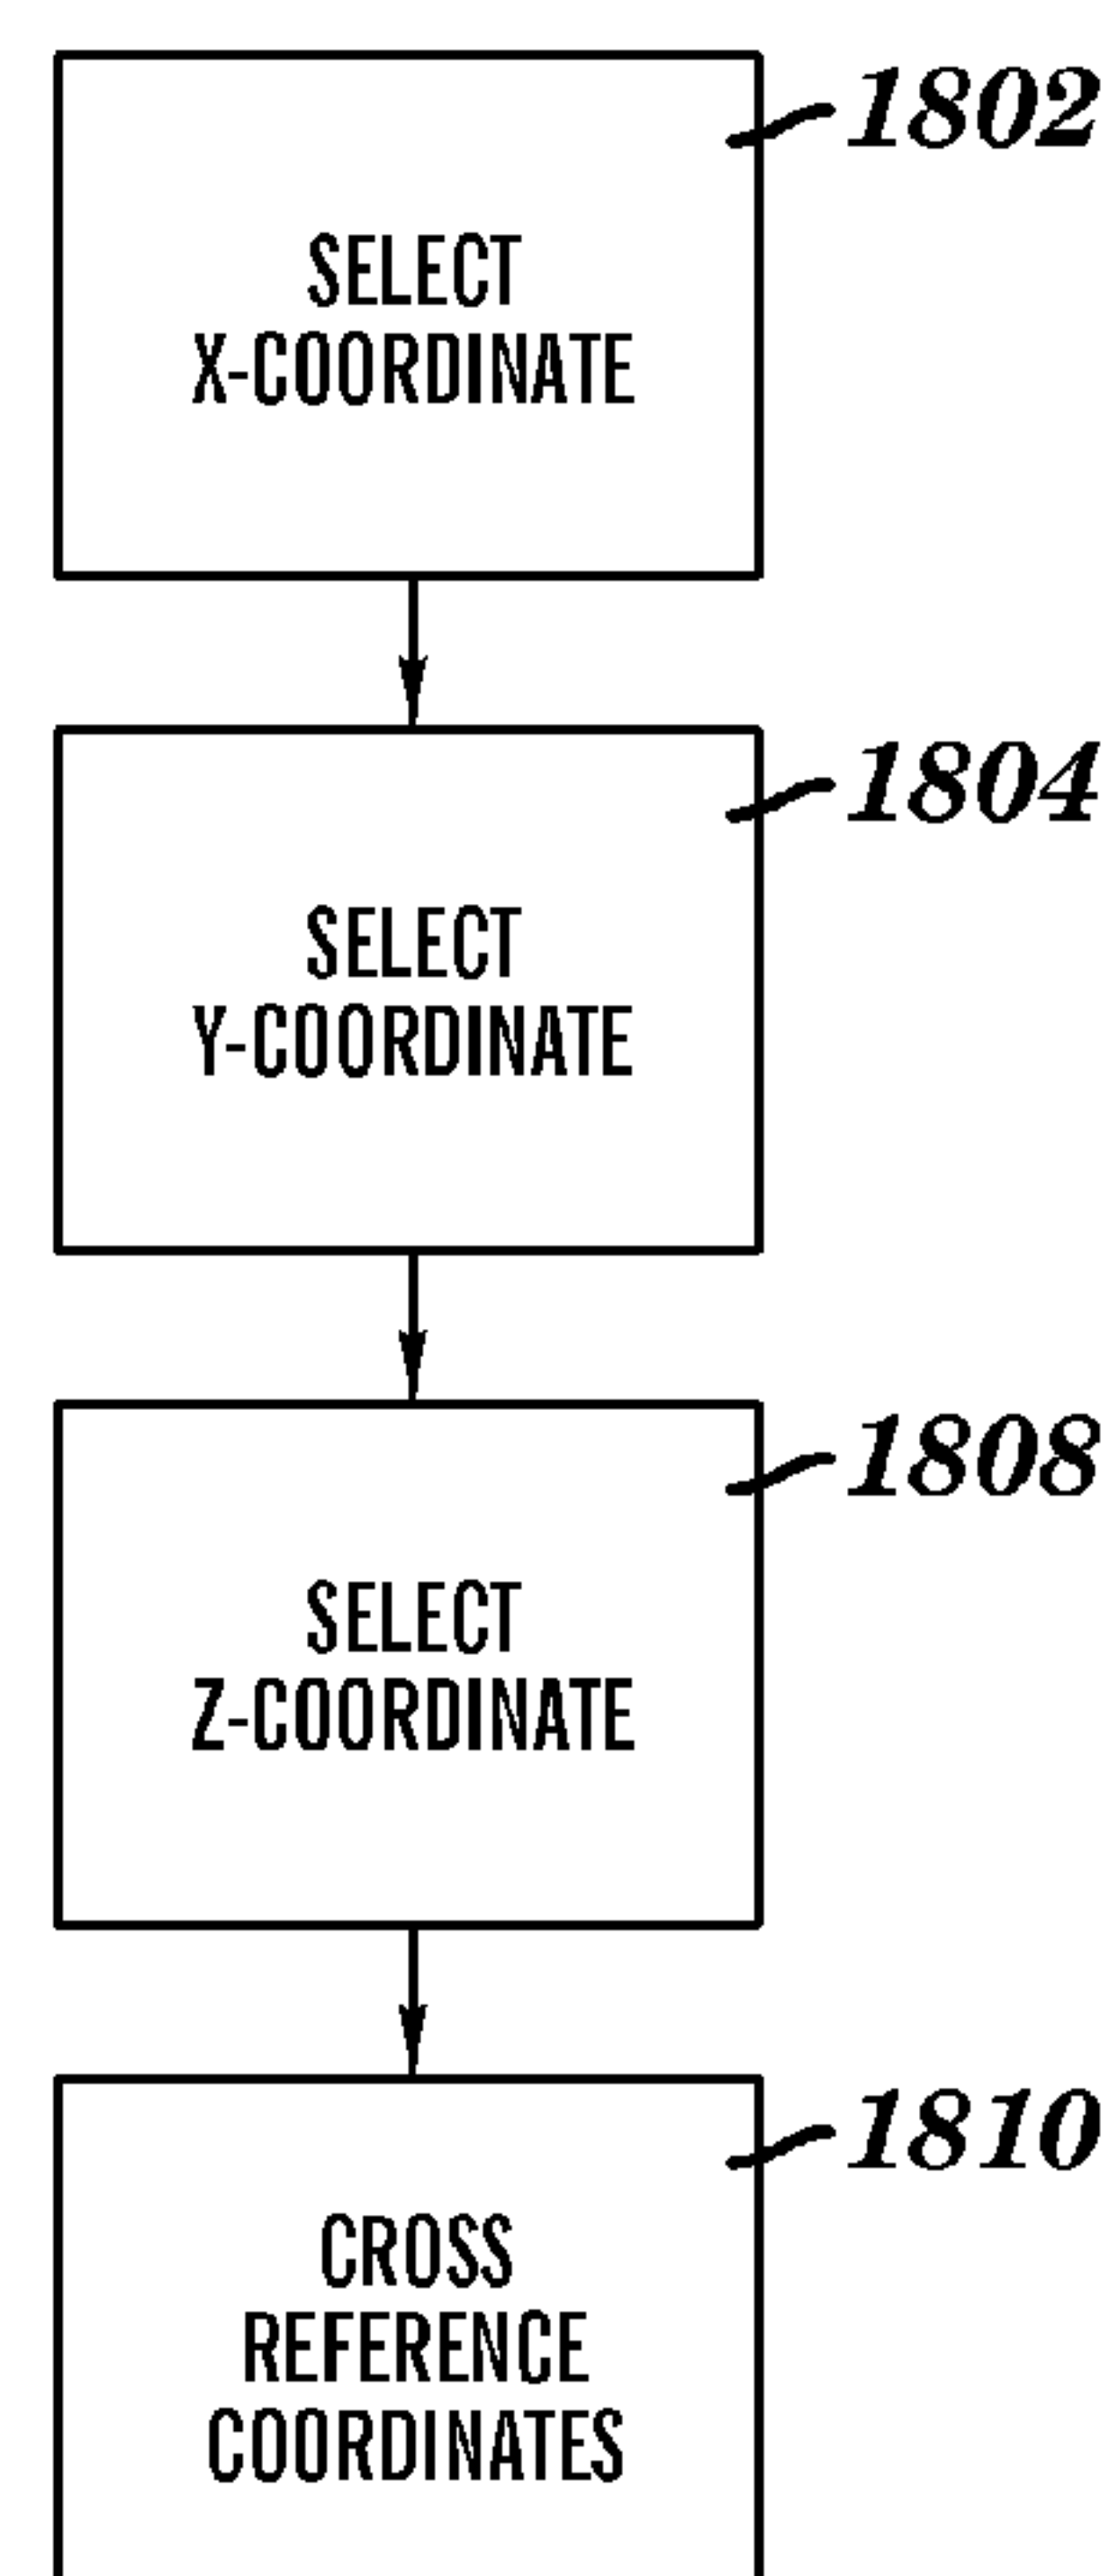 1802
SELECT
X-COORDINATE
1804
SELECT
Y-COORDINATE
1808
SELECT
Z-COORDINATE
1810
CROSS
REFERENCE
COORDINATES